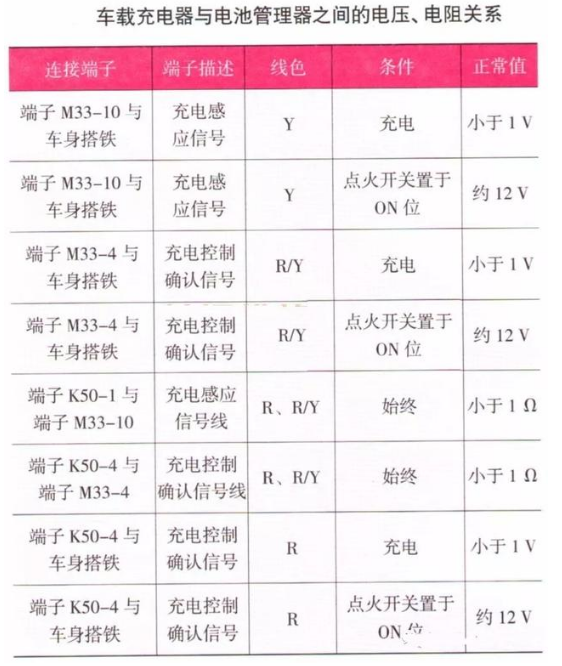 车载充电器与电池管理器之间的电压、电阻关系
连接端子 端子描述 线色 条件 正常值
端子 M33-10 与车身搭铁 充电感应信号 Y 充电 小于 1 V
端子 M33-10 与车身搭铁 充电感应信号 Y 点火开关置于ON 位 约 12 V
端子 M33-4 与车身搭铁 充电控制确认信号 R/Y 充电 小于 1 V
端子 M33-4 与车身搭铁 充电控制确认信号 R/Y 点火开关置于ON 位 约 12 V
端子 K50-1 与端子 M33-10 充电感应信号线 R、R/Y 始终 小于 1 Ω
端子 K50-4 与端子 M33-4 充电控制确认信号线 R、R/Y 始终 小于 1 Ω
端子 K50-4 与车身搭铁 充电控制确认信号 R 充电 小于 1 V
端子 K50-4 与车身搭铁 充电控制确认信号 R 点火开关置于ON 位 约 12 V